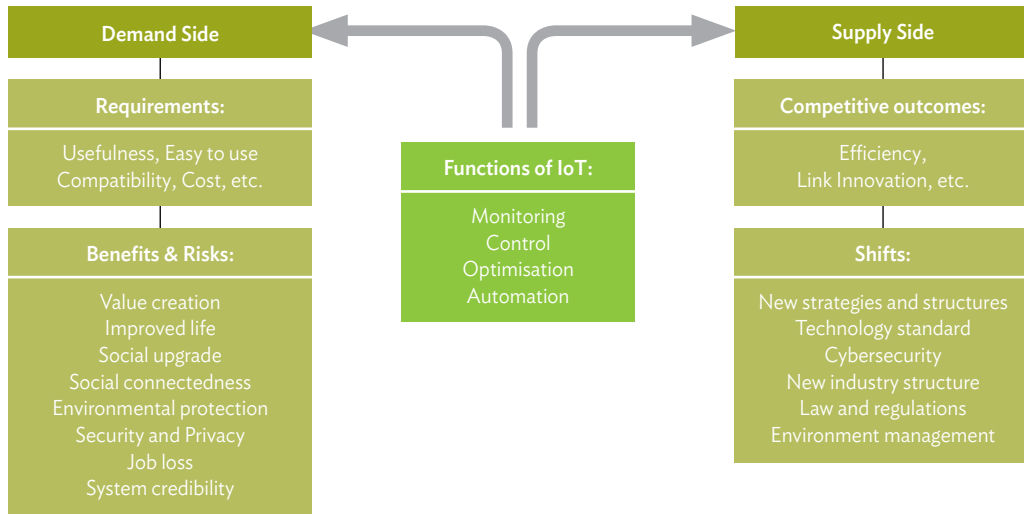 Demand Side
Requirements:
Usefulness, Easy to use
Compatibility, Cost, etc.
Benefits & Risks:
Value creation
Improved life
Social upgrade
Social connectedness
Environmental protection
Security and Privacy
Job loss
System credibility
Functions of IoT:
Monitoring
Control
Optimisation
Automation
Supply Side
Competitive outcomes:
Efficiency,
Link Innovation, etc.
Shifts:
New strategies and structures
Technology standard
Cybersecurity
New industry structure
Law and regulations
Environment management